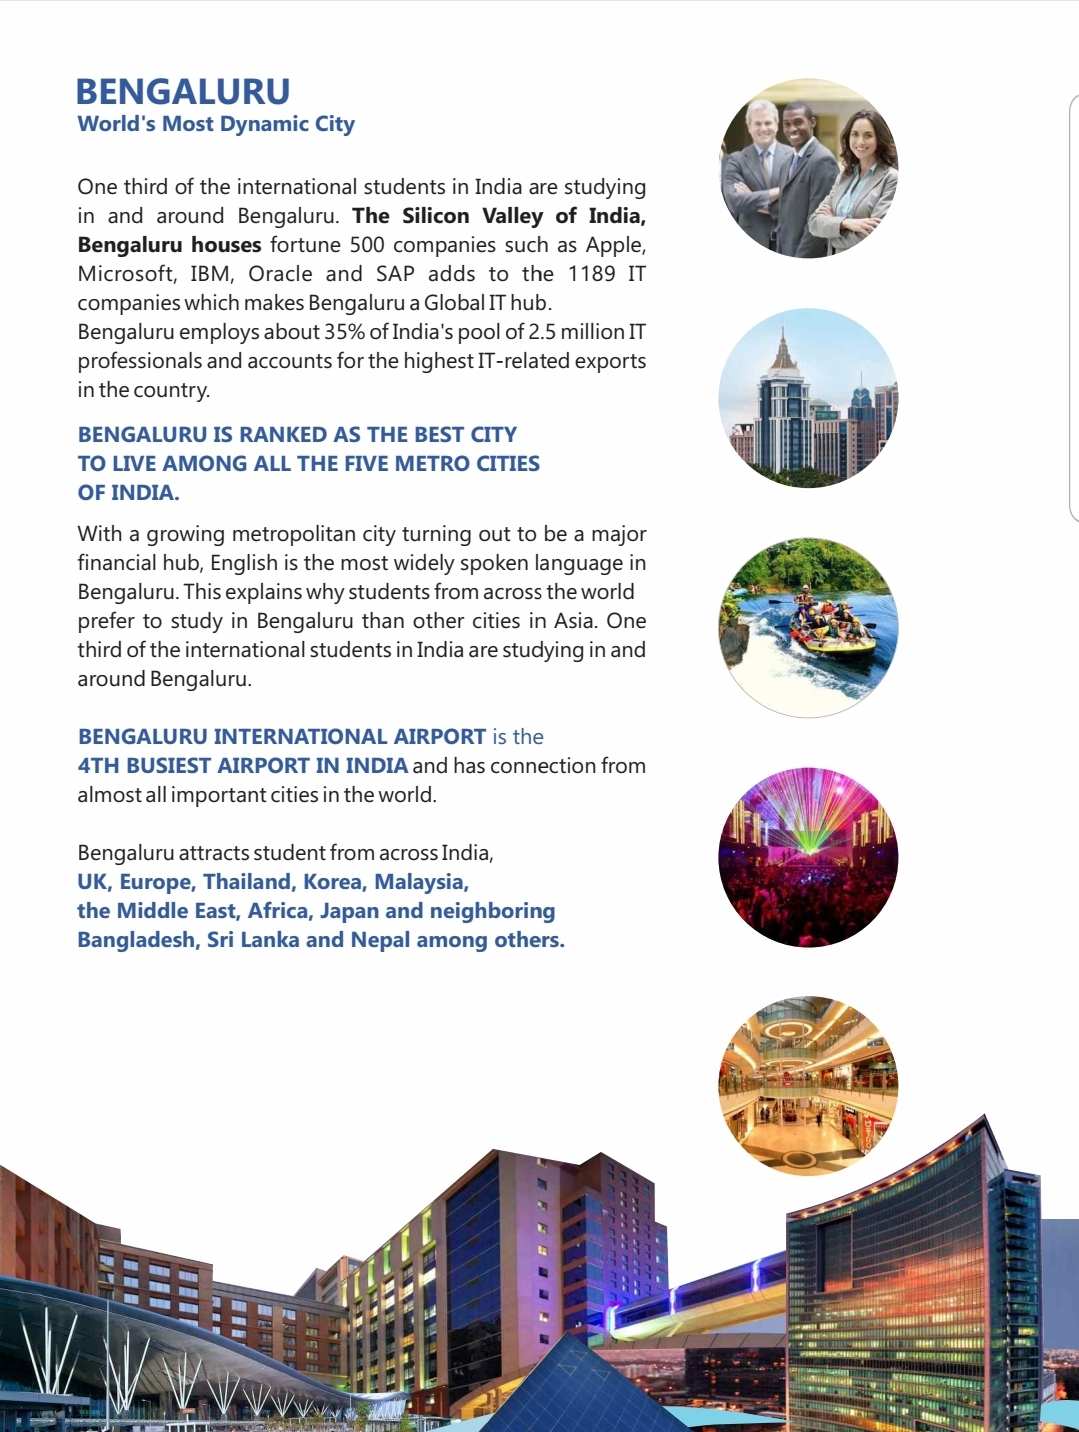 BENGALURU
World's Most Dynamic City
One third of the international students in India are studying
in and around Bengaluru. The Silicon Valley of India,
Bengaluru houses fortune 500 companies such as Apple,
Microsoft, IBM, Oracle and SAP adds to the 1189 IT
companies which makes Bengaluru a Global IT hub.
Bengaluru employs about 35% of India's pool of 2.5 million IT
professionals and accounts for the highest IT-related exports
in the country.
BENGALURU IS RANKED AS THE BEST CITY
TO LIVE AMONG ALL THE FIVE METRO CITIES
OF INDIA.
With a growing metropolitan city turning out to be a major
financial hub, English is the most widely spoken language in
Bengaluru. This explains why students from across the world
prefer to study in Bengaluru than other cities in Asia. One
third of the international students in India are studying in and
around Bengaluru.
BENGALURU INTERNATIONAL AIRPORT is the
4TH BUSIEST AIRPORT IN INDIA and has connection from
almost all important cities in the world.
Bengaluru attracts student from across India,
UK, Europe, Thailand, Korea, Malaysia,
the Middle East, Africa, Japan and neighboring
Bangladesh, Sri Lanka and Nepal among others.